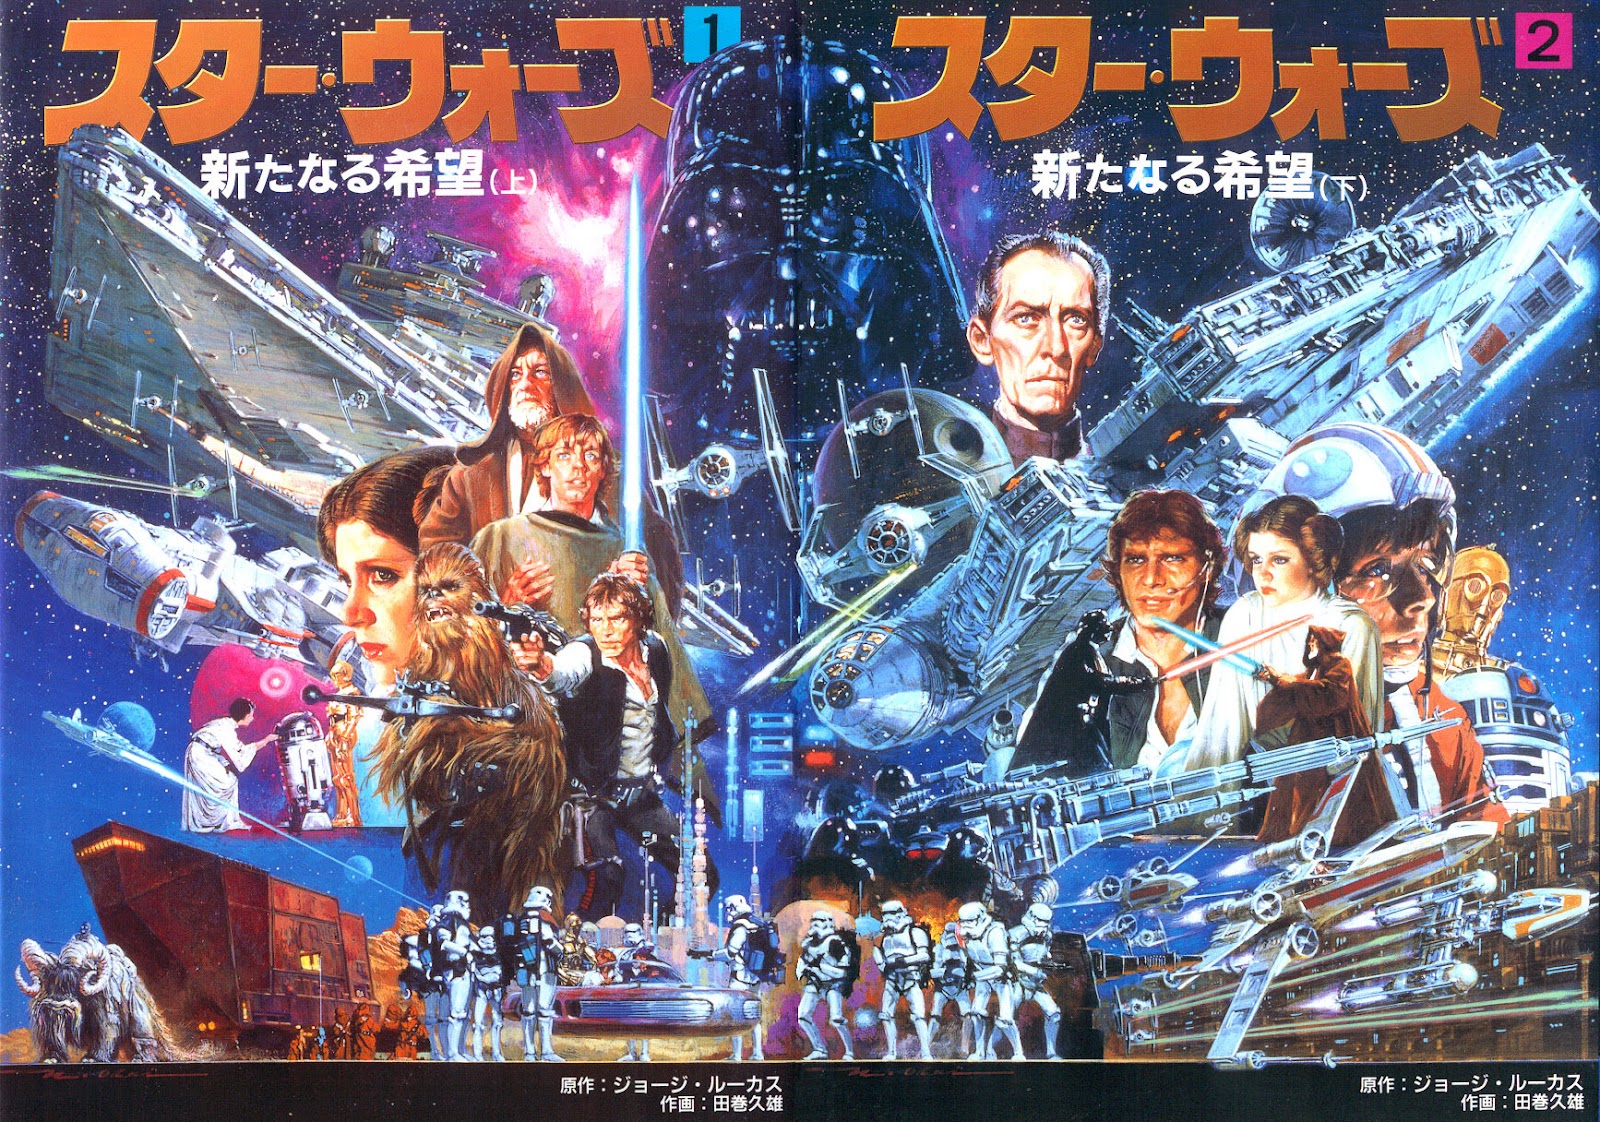 スター・ウォーズ
1
新たなる希望(上)
原作：ジョージ・ルーカス
作画：田巻久雄
スター・ウォーズ
2
新たなる希望(下)
原作：ジョージ・ルーカス
作画：田巻久雄